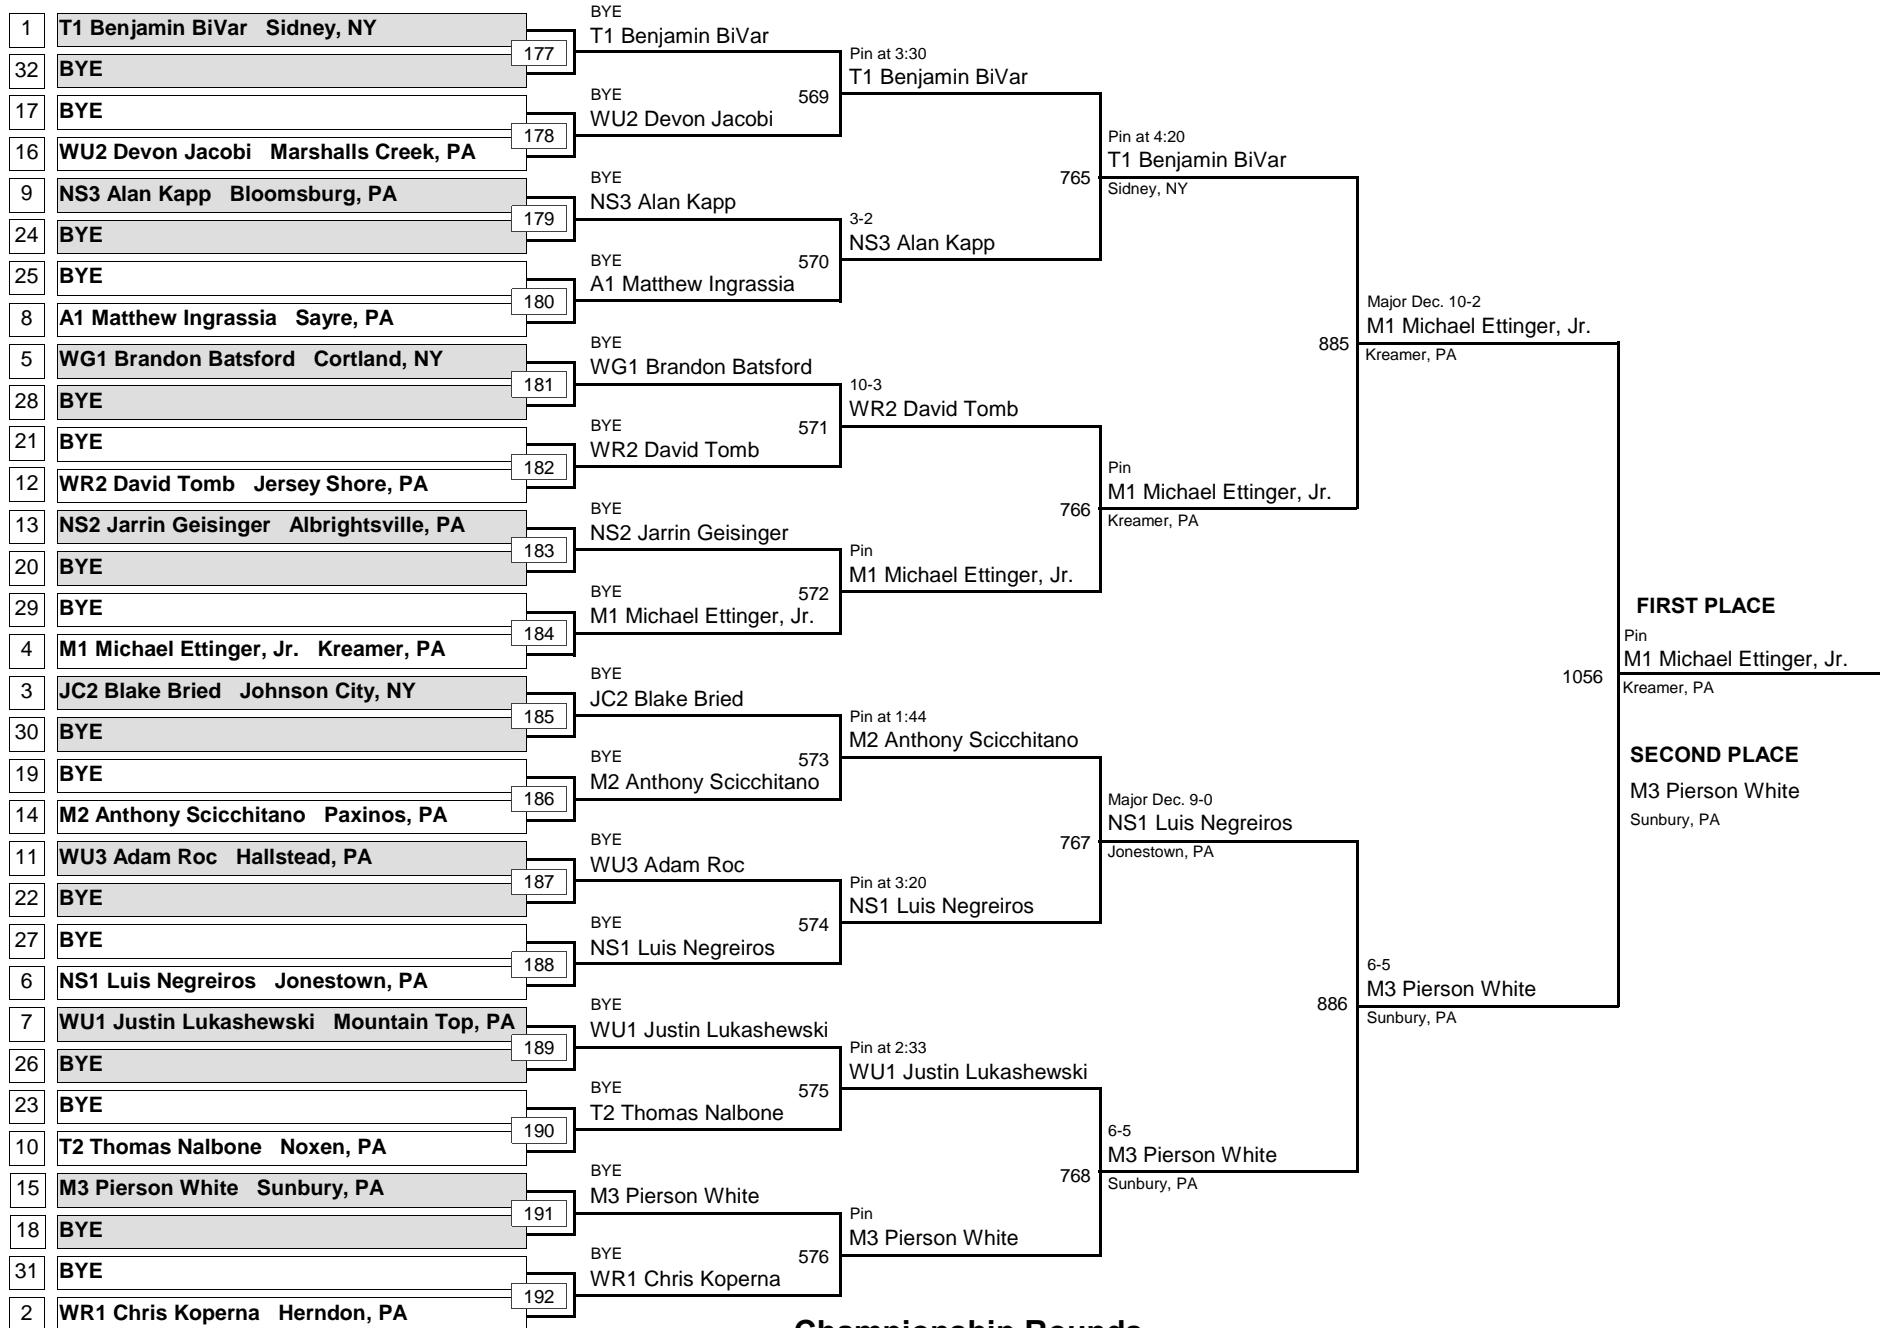 1 T1 Benjamin BiVar Sidney, NY
32 BYE
177
17 BYE
16 WU2 Devon Jacobi Marshalls Creek, PA
178
9 NS3 Alan Kapp Bloomsburg, PA
24 BYE
179
25 BYE
8 A1 Matthew Ingrassia Sayre, PA
180
5 WG1 Brandon Batsford Cortland, NY
28 BYE
181
21 BYE
12 WR2 David Tomb Jersey Shore, PA
182
13 NS2 Jarrin Geisinger Albrightsville, PA
20 BYE
183
29 BYE
4 M1 Michael Ettinger, Jr. Kreamer, PA
184
3 JC2 Blake Bried Johnson City, NY
30 BYE
185
19 BYE
14 M2 Anthony Scicchitano Paxinos, PA
186
11 WU3 Adam Roc Hallstead, PA
22 BYE
187
27 BYE
6 NS1 Luis Negreiros Jonestown, PA
188
7 WU1 Justin Lukashewski Mountain Top, PA
26 BYE
189
23 BYE
10 T2 Thomas Nalbone Noxen, PA
190
15 M3 Pierson White Sunbury, PA
18 BYE
191
31 BYE
2 WR1 Chris Koperna Herndon, PA
192
BYE
T1 Benjamin BiVar
BYE
569
WU2 Devon Jacobi
BYE
NS3 Alan Kapp
BYE
570
A1 Matthew Ingrassia
BYE
WG1 Brandon Batsford
BYE
571
WR2 David Tomb
BYE
NS2 Jarrin Geisinger
BYE
572
M1 Michael Ettinger, Jr.
BYE
JC2 Blake Bried
BYE
573
M2 Anthony Scicchitano
BYE
WU3 Adam Roc
BYE
574
NS1 Luis Negreiros
BYE
WU1 Justin Lukashewski
BYE
575
T2 Thomas Nalbone
BYE
M3 Pierson White
BYE
576
WR1 Chris Koperna
Pin at 3:30
T1 Benjamin BiVar
765
3-2
NS3 Alan Kapp
10-3
WR2 David Tomb
766
Pin
M1 Michael Ettinger, Jr.
Pin at 1:44
M2 Anthony Scicchitano
767
Pin at 3:20
NS1 Luis Negreiros
Pin at 2:33
WU1 Justin Lukashewski
768
Pin
M3 Pierson White
Pin at 4:20
T1 Benjamin BiVar
Sidney, NY
885
Pin
M1 Michael Ettinger, Jr.
Kreamer, PA
Major Dec. 9-0
NS1 Luis Negreiros
Jonestown, PA
886
6-5
M3 Pierson White
Sunbury, PA
Major Dec. 10-2
M1 Michael Ettinger, Jr.
Kreamer, PA
1056
6-5
M3 Pierson White
Sunbury, PA
FIRST PLACE
Pin
M1 Michael Ettinger, Jr.
Kreamer, PA
SECOND PLACE
M3 Pierson White
Sunbury, PA
Championship Rounds